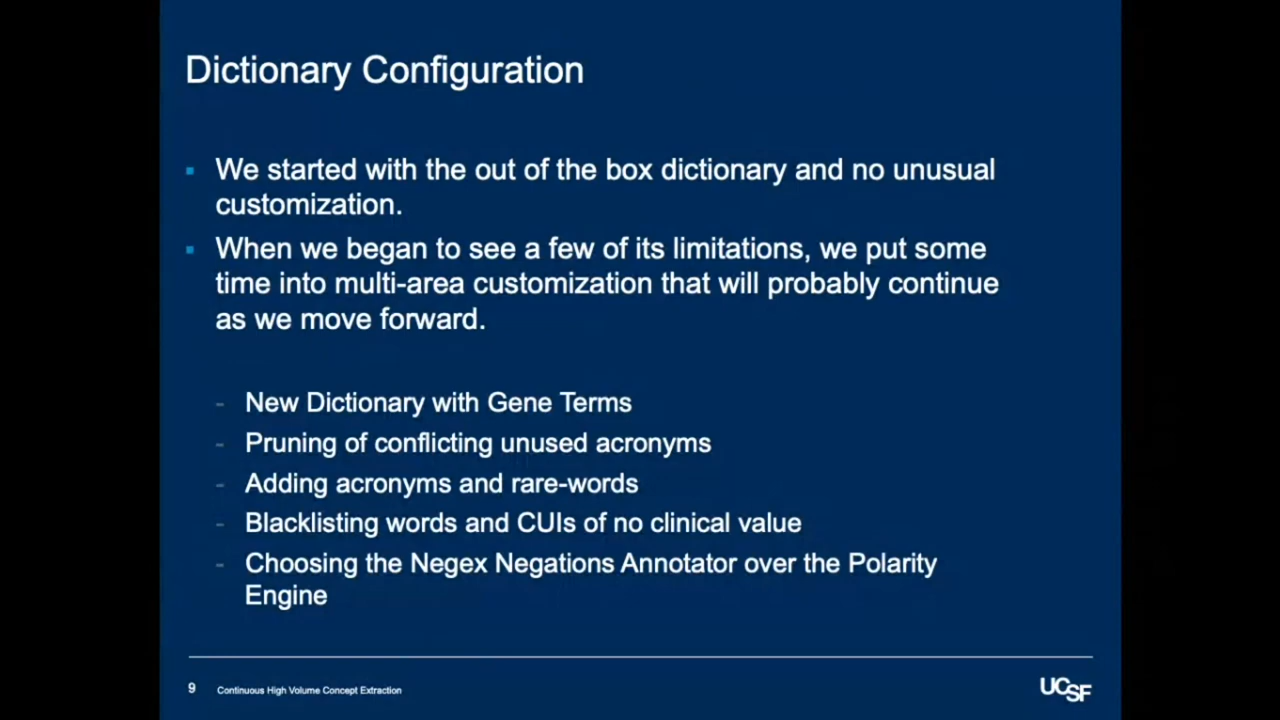 Dictionary Configuration
We started with the out of the box dictionary and no unusual
customization.
When we began to see a few of its limitations, we put some
time into multi-area customization that will probably continue
as we move forward.
- New Dictionary with Gene Terms
- Pruning of conflicting unused acronyms
- Adding acronyms and rare-words
- Blacklisting words and CUIs of no clinical value
- Choosing the Negex Negations Annotator over the Polarity
Engine
9 Continuous High Volume Concept Extraction
UCSF